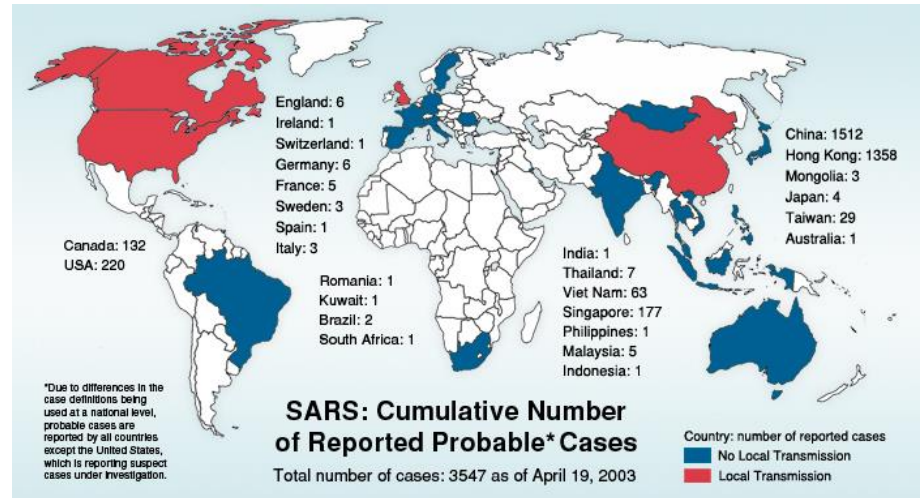 England: 6
Ireland: 1
Switzerland: 1
Germany: 6
France: 5
Sweden: 3
Spain: 1
Italy: 3
Canada: 132
USA: 220
Romania: 1
Kuwait: 1
Brazil: 2
South Africa: 1
India: 1
Thailand: 7
Viet Nam: 63
Singapore: 177
Philippines: 1
Malaysia: 5
Indonesia: 1
China: 1512
Hong Kong: 1358
Mongolia: 3
Japan: 4
Taiwan: 29
Australia: 1
*Due to differences in the
case definitions being
used at a national level,
probable cases are
reported by all countries
except the United States,
which is reporting suspect
cases under investigation.
SARS: Cumulative Number
of Reported Probable* Cases
Total number of cases: 3547 as of April 19, 2003
Country: number of reported cases
No Local Transmission
Local Transmission